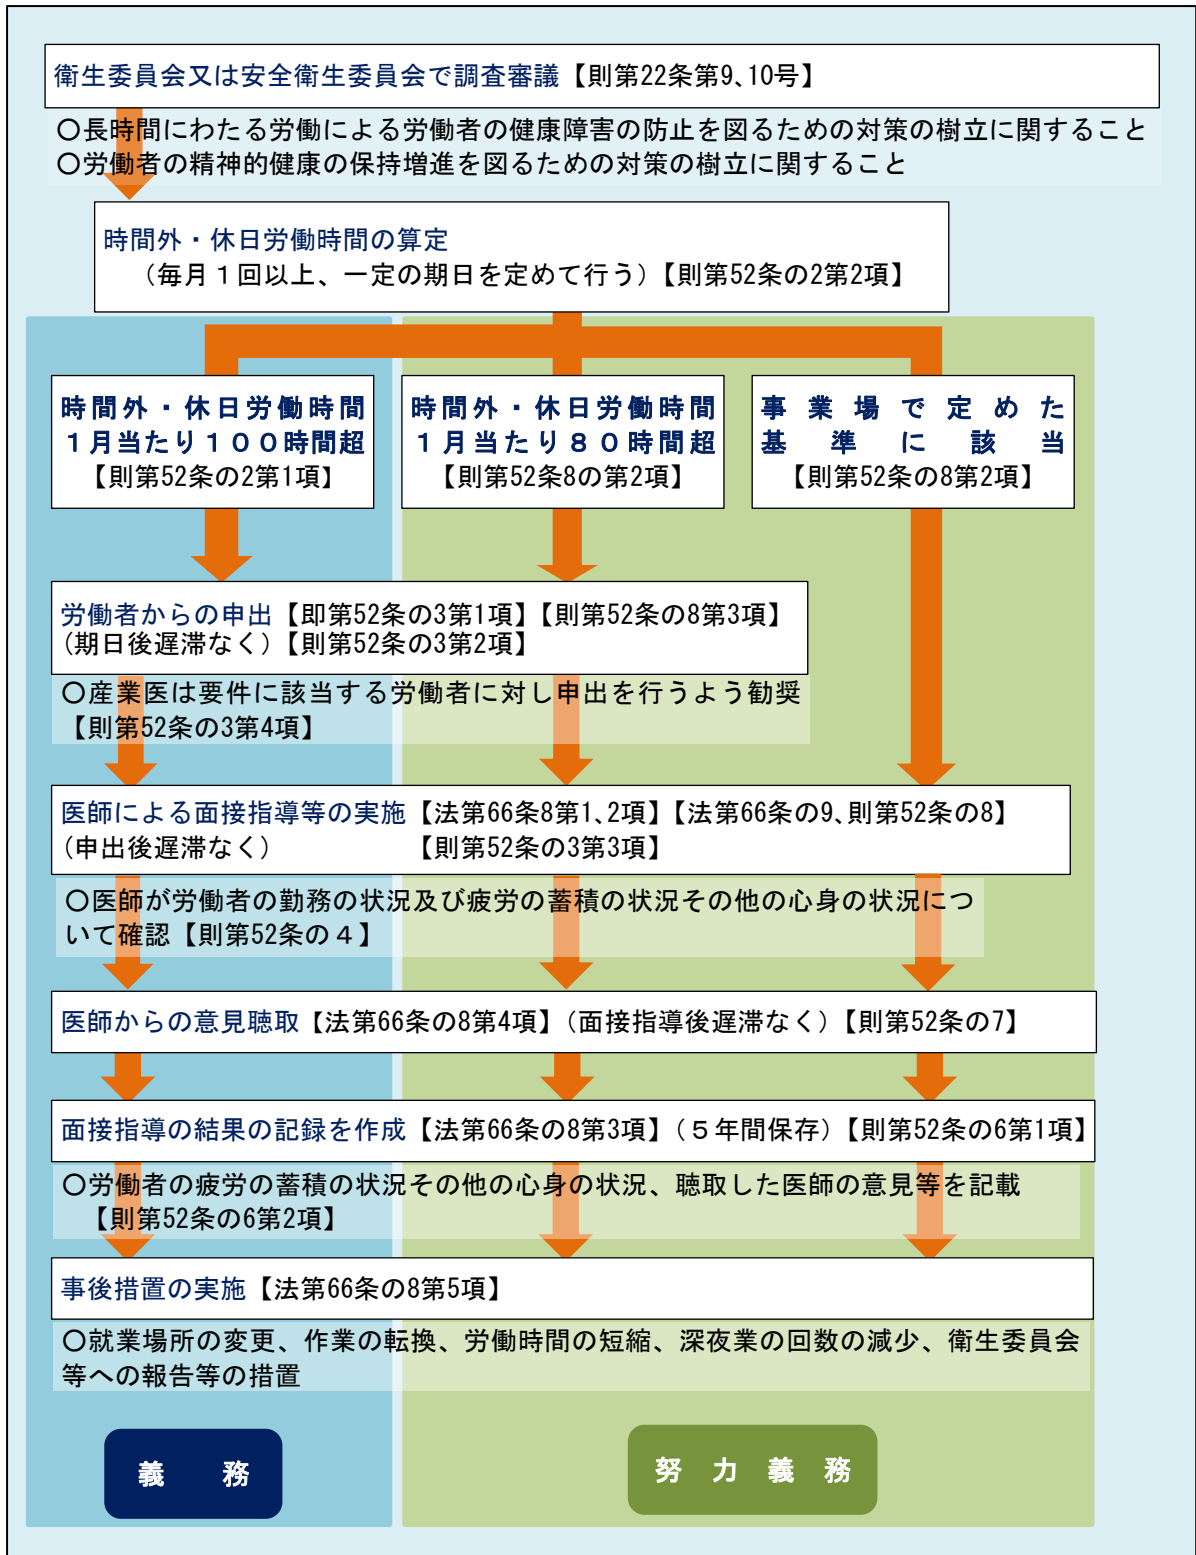 衛生委員会又は安全衛生委員会で調査審議【則第22条第9、10号】
○長時間にわたる労働による労働者の健康障害の防止を図るための対策の樹立に関すること
○労働者の精神的健康の保持増進を図るための対策の樹立に関すること
時間外・休日労働時間の算定
（毎月１回以上、一定の期日を定めて行う）【則第52条の2第2項】
時間外・休日労働時間
１月当たり１００時間超
【則第52条の2第1項】
時間外・休日労働時間
１月当たり８０時間超
【則第52条8の第2項】
事業場で定めた
基準に該当
【則第52条の8第2項】
労働者からの申出【即第52条の3第1項】【則第52条の8第3項】
(期日後遅滞なく)【則第52条の3第2項】
○産業医は要件に該当する労働者に対し申出を行うよう勧奨
【則第52条の3第4項】
医師による面接指導等の実施【法第66条8第1、2項】【法第66条の9、則第52条の8】
(申出後遅滞なく)　【則第52条の3第3項】
○医師が労働者の勤務の状況及び疲労の蓄積の状況その他の心身の状況につ
いて確認【則第52条の４】
医師からの意見聴取【法第66条の8第4項】(面接指導後遅滞なく)【則第52条の7】
面接指導の結果の記録を作成【法第66条の8第3項】(５年間保存)【則第52条の6第1項】
○労働者の疲労の蓄積の状況その他の心身の状況、聴取した医師の意見等を記載
【則第52条の6第2項】
事後措置の実施【法第66条の8第5項】
○就業場所の変更、作業の転換、労働時間の短縮、深夜業の回数の減少、衛生委員会
等への報告等の措置
義　務
努力義務